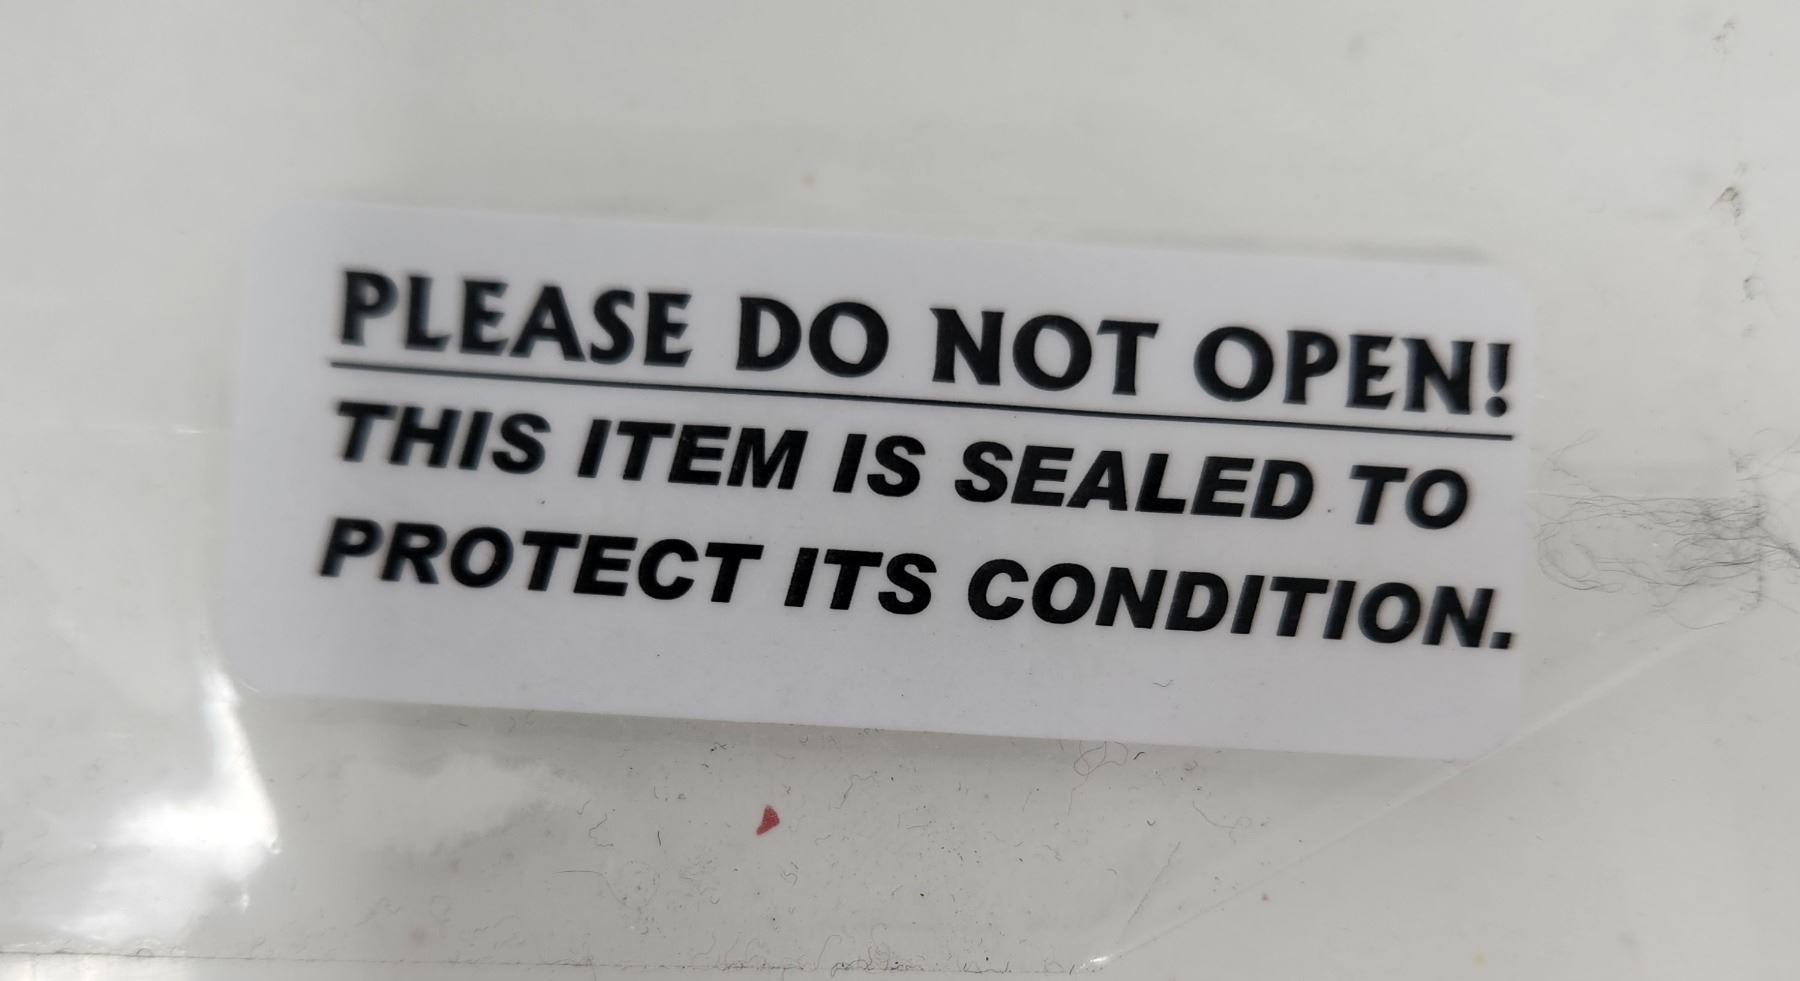 PLEASE DO NOT OPEN!
THIS ITEM IS SEALED TO
PROTECT ITS CONDITION.